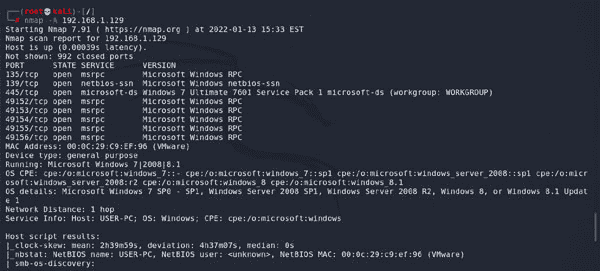 (root💀kali)-[/]
# nmap -A 192.168.1.129
Starting Nmap 7.91 ( https://nmap.org ) at 2022-01-13 15:33 EST
Nmap scan report for 192.168.1.129
Host is up (0.00039s latency).
Not shown: 992 closed ports
PORT STATE SERVICE VERSION
135/tcp open msrpc Microsoft Windows RPC
139/tcp open netbios-ssn Microsoft Windows netbios-ssn
445/tcp open microsoft-ds Windows 7 Ultimate 7601 Service Pack 1 microsoft-ds (workgroup: WORKGROUP)
49152/tcp open msrpc Microsoft Windows RPC
49153/tcp open msrpc Microsoft Windows RPC
49154/tcp open msrpc Microsoft Windows RPC
49155/tcp open msrpc Microsoft Windows RPC
49156/tcp open msrpc Microsoft Windows RPC
MAC Address: 00:0C:29:C9:EF:96 (VMware)
Device type: general purpose
Running: Microsoft Windows 7|2008|8.1
OS CPE: cpe:/o:microsoft:windows_7::- cpe:/o:microsoft:windows_7::sp1 cpe:/o:microsoft:windows_server_2008::sp1 cpe:/o:micr
osoft:windows_server_2008:r2 cpe:/o:microsoft:windows_8 cpe:/o:microsoft:windows_8.1
OS details: Microsoft Windows 7 SP0 - SP1, Windows Server 2008 SP1, Windows Server 2008 R2, Windows 8, or Windows 8.1 Updat
e 1
Network Distance: 1 hop
Service Info: Host: USER-PC; OS: Windows; CPE: cpe:/o:microsoft:windows
Host script results:
|_clock-skew: mean: 2h39m59s, deviation: 4h37m07s, median: 0s
|_nbstat: NetBIOS name: USER-PC, NetBIOS user: <unknown>, NetBIOS MAC: 00:0c:29:c9:ef:96 (VMware)
| smb-os-discovery: